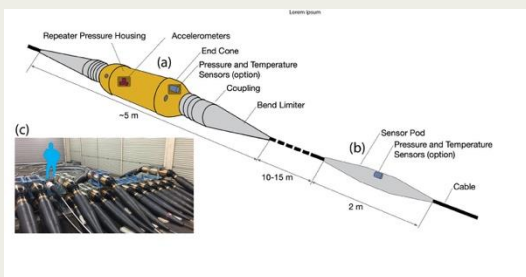 Lorem Ipsum
Repeater Pressure Housing
Accelerometers
End Cone
(a)
Pressure and Temperature
Sensors (option)
Coupling
Bend Limiter
~5 m
(c)
(b)
Sensor Pod
Pressure and Temperature
Sensors (option)
10-15 m
Cable
2 m